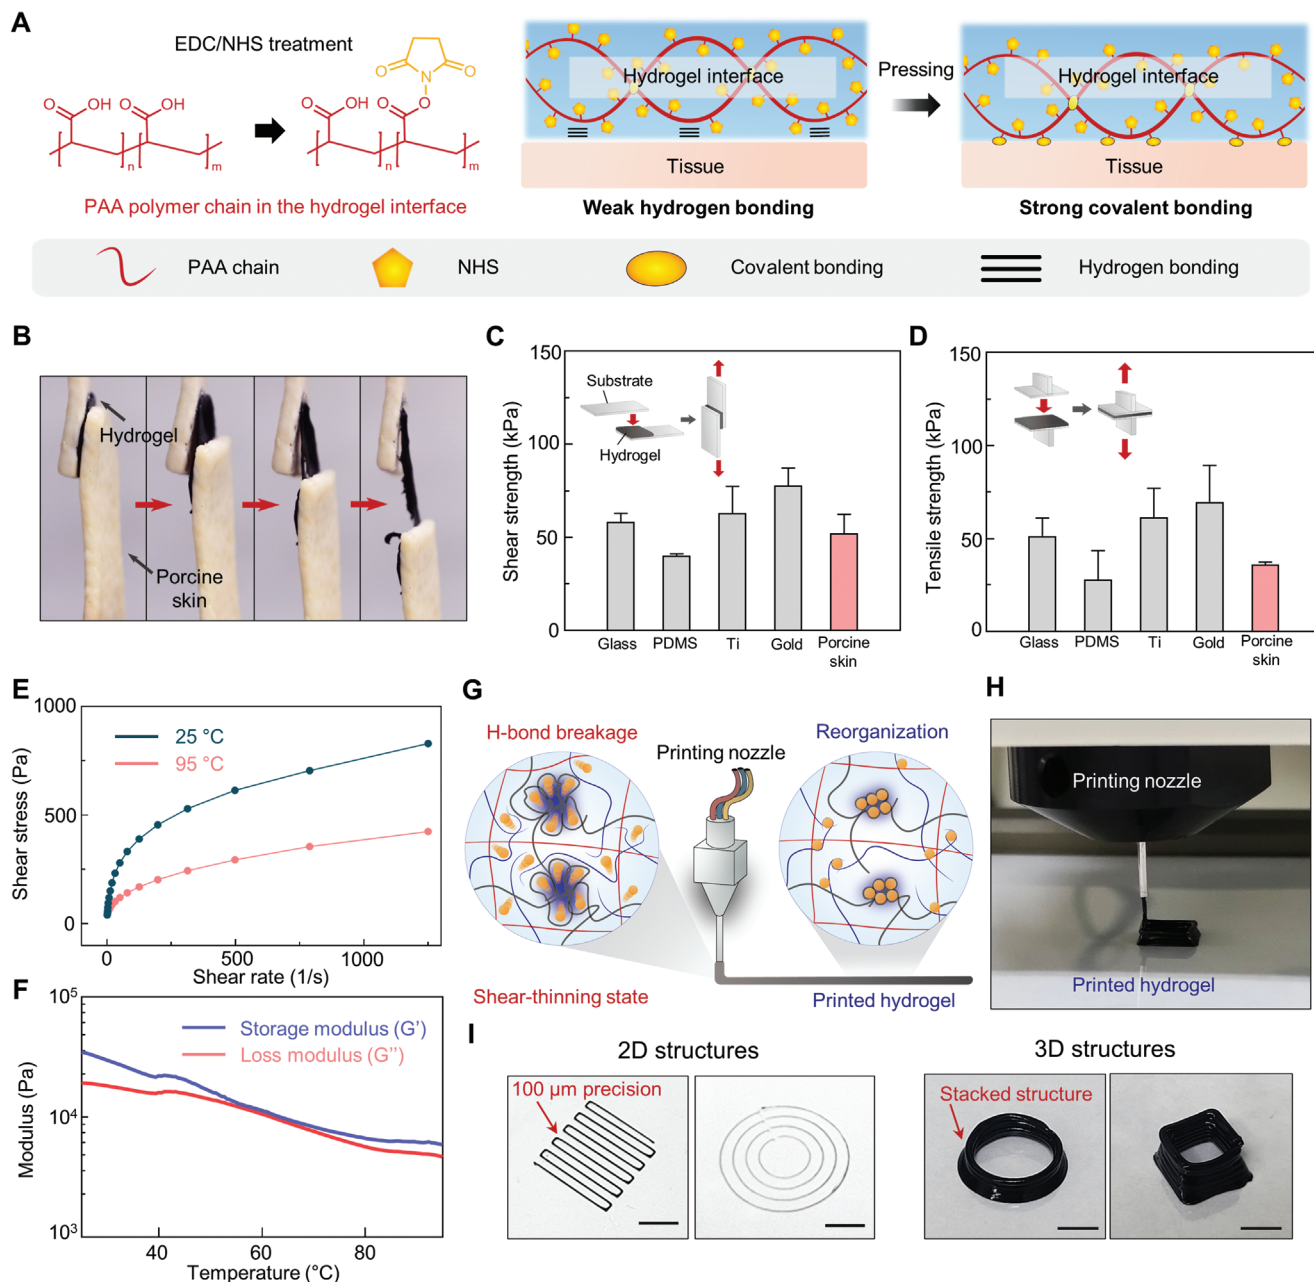 A
EDC/NHS treatment
O OH O OH
n m
O N O
O OH O O
n m
PAA polymer chain in the hydrogel interface
Hydrogel interface
Tissue
Weak hydrogen bonding
Pressing
Hydrogel interface
Tissue
Strong covalent bonding
PAA chain
NHS
Covalent bonding
Hydrogen bonding
B
Hydrogel
Porcine
skin
C
Shear strength (kPa)
150
100
50
0
Substrate
Hydrogel
Glass PDMS Ti Gold Porcine
skin
D
Tensile strength (kPa)
150
100
50
0
Glass PDMS Ti Gold Porcine
skin
E
Shear stress (Pa)
1000
500
0
25 °C
95 °C
0 500 1000
Shear rate (1/s)
F
Modulus (Pa)
10⁵
10⁴
10³
Storage modulus (G')
Loss modulus (G'')
40 60 80
Temperature (°C)
G
H-bond breakage
Printing nozzle
Reorganization
Shear-thinning state
Printed hydrogel
H
Printing nozzle
Printed hydrogel
I
2D structures
100 µm precision
3D structures
Stacked structure